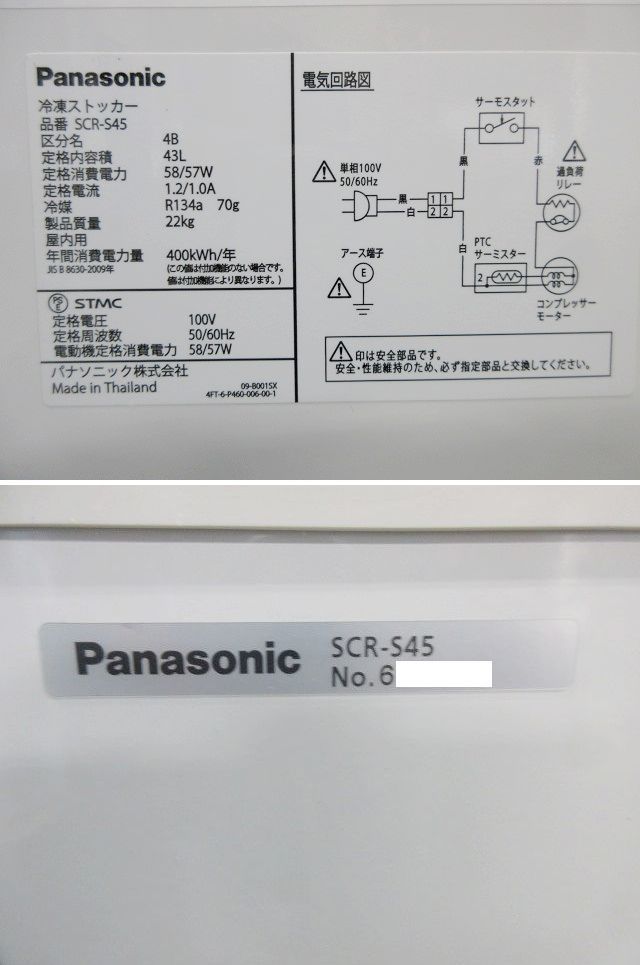 Panasonic
冷凍ストッカー
品番 SCR-S45
区分名 4B
定格内容積 43L
定格消費電力 58/57W
定格電流 1.2/1.0A
冷媒 R134a 70g
製品質量 22kg
屋内用
年間消費電力量 400kWh/年
JIS B 8630-2009年 (この値は付加機能のない場合です。
値は付加機能により異なります。)
PS E STMC
定格電圧 100V
定格周波数 50/60Hz
電動機定格消費電力 58/57W
パナソニック株式会社
Made in Thailand
09-B001SX
4FT-6-P460-006-00-1
電気回路図
サーモスタット
黒
赤
単相100V
50/60Hz
過負荷
リレー
黒 1 1
白 2 2
白
アース端子
E
PTC
サーミスター
2
コンプレッサー
モーター
印は安全部品です。
安全・性能維持のため、必ず指定部品と交換してください。
Panasonic
SCR-S45
No.6